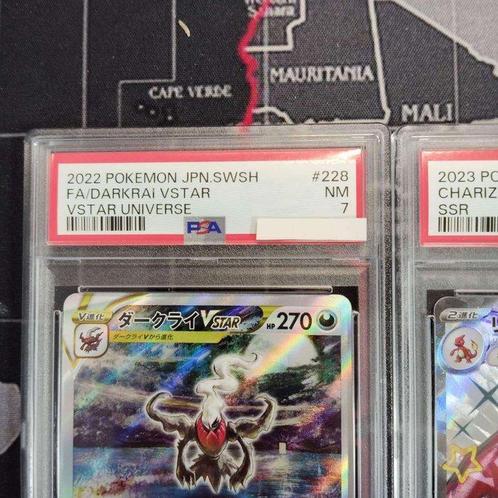 MAURITANIA
CAPE VERDE
MALI
2022 POKEMON JPN.SWSH #228
FA/DARKRAI VSTAR NM
VSTAR UNIVERSE PSA 7
V進化 ダークライVSTAR HP 270
ダークライVから進化
2023 PO
CHARIZ
SSR
2進化